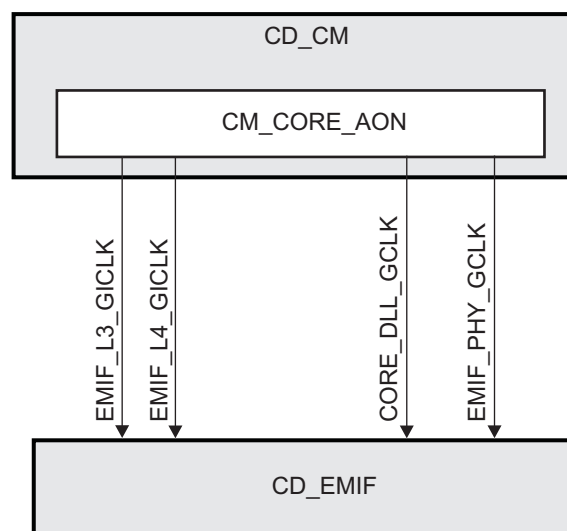 CD_CM
CM_CORE_AON
EMIF_L3_GICLK
EMIF_L4_GICLK
CORE_DLL_GCLK
EMIF_PHY_GCLK
CD_EMIF